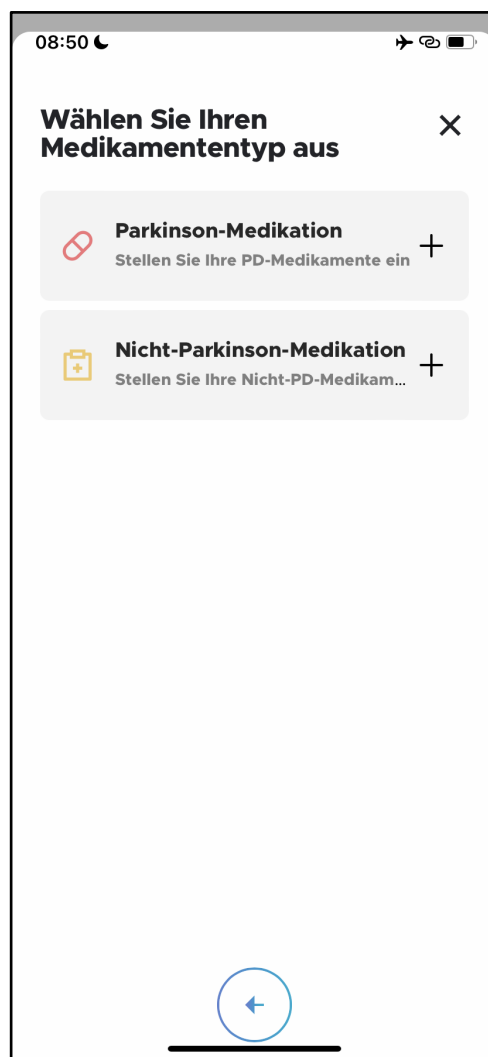 08:50
Wählen Sie Ihren
Medikamententyp aus
Parkinson-Medikation
Stellen Sie Ihre PD-Medikamente ein
Nicht-Parkinson-Medikation
Stellen Sie Ihre Nicht-PD-Medikam...